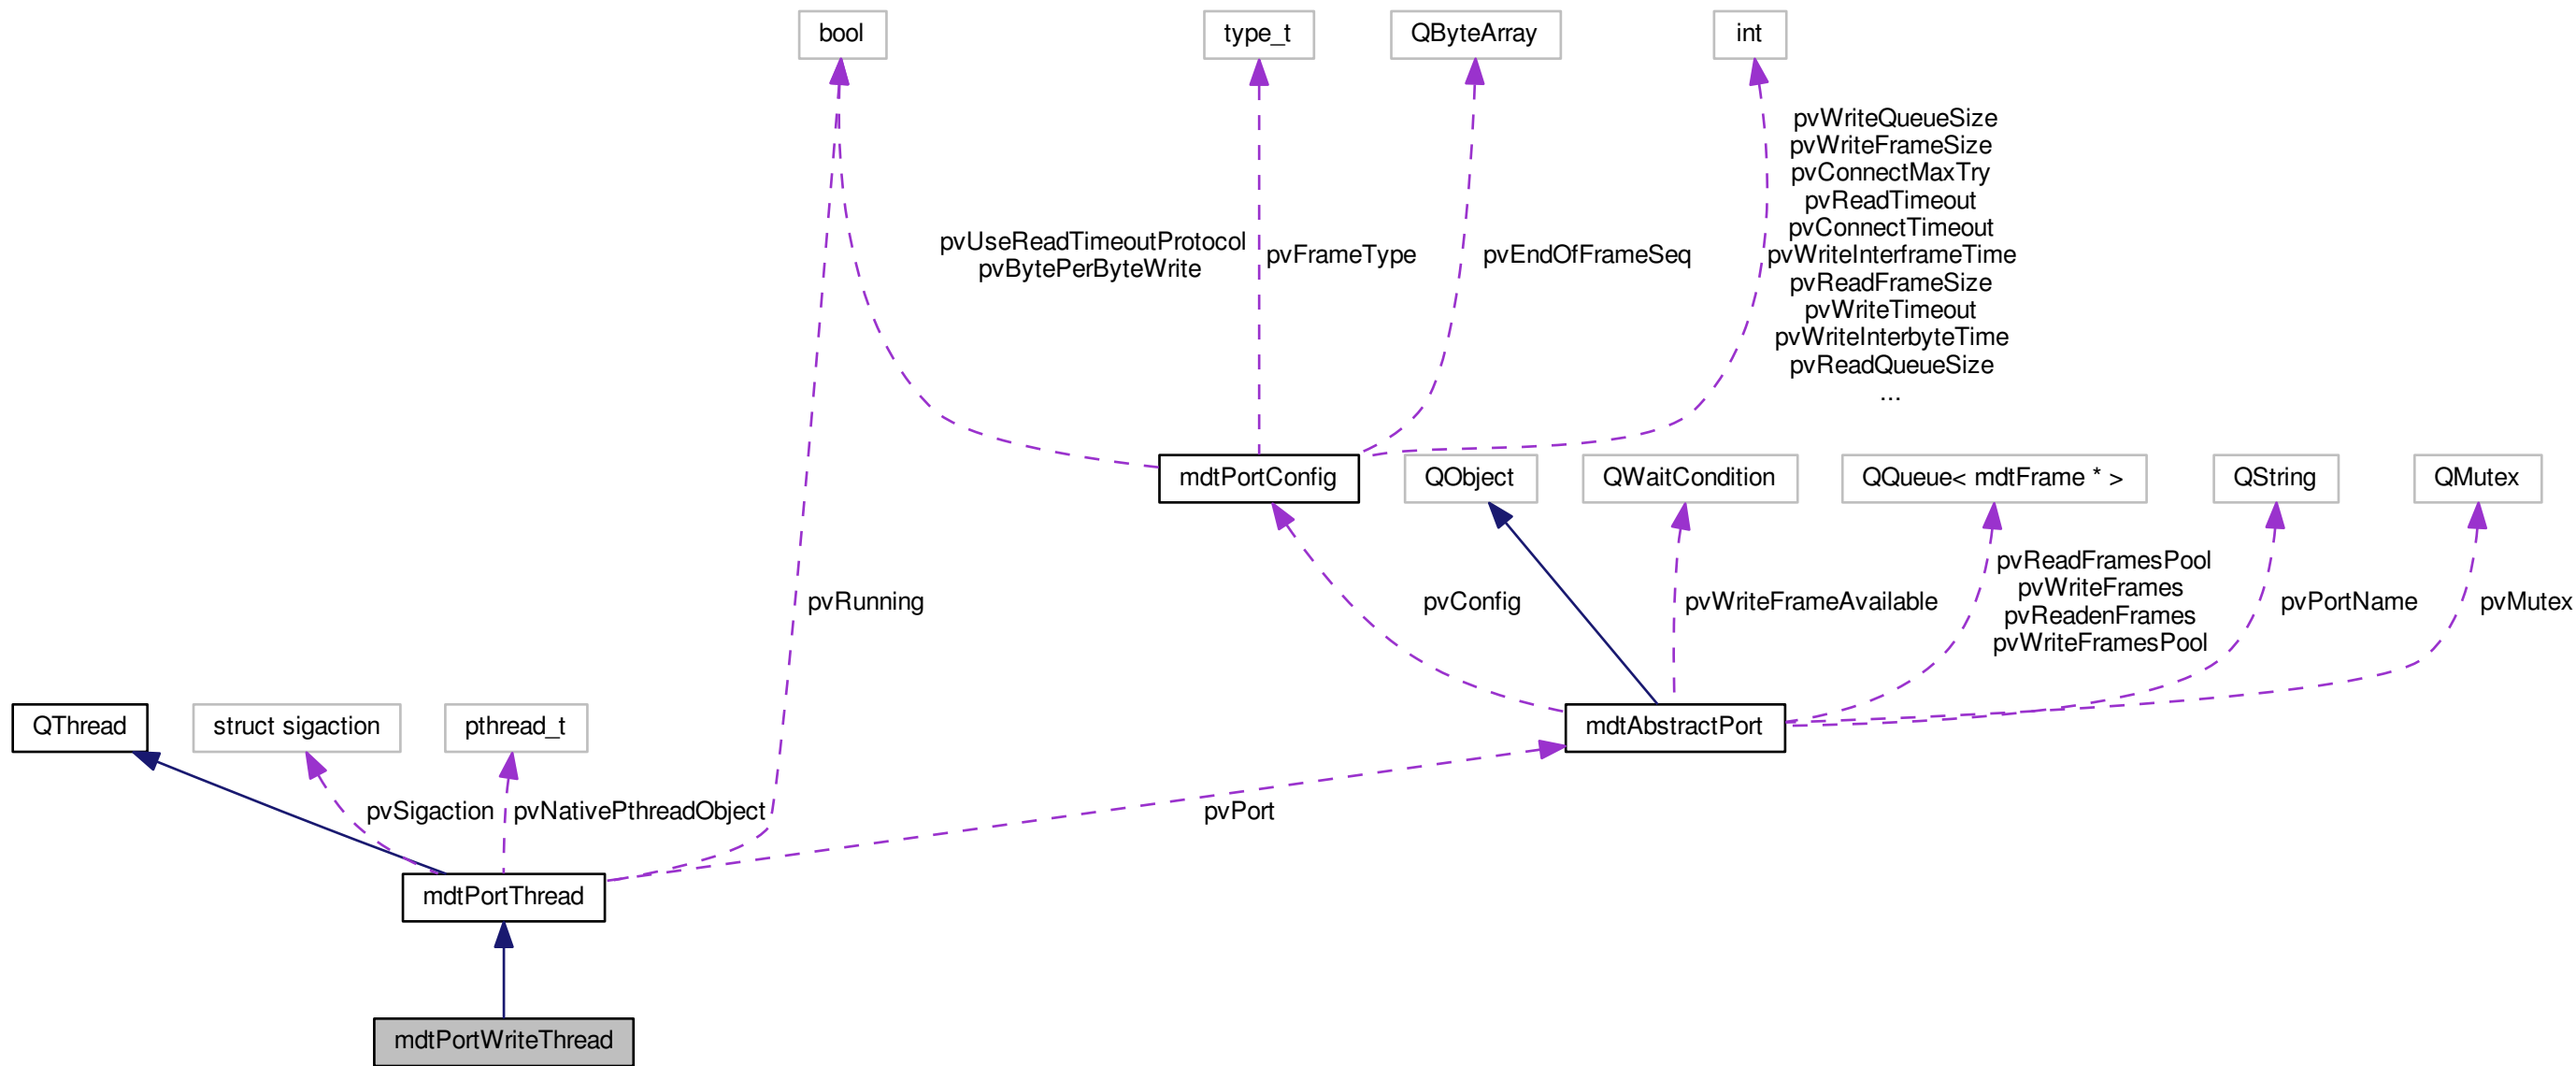 bool
type_t
QByteArray
int
pvWriteQueueSize
pvWriteFrameSize
pvConnectMaxTry
pvReadTimeout
pvConnectTimeout
pvWriteInterframeTime
pvReadFrameSize
pvWriteTimeout
pvWriteInterbyteTime
pvReadQueueSize
...
pvUseReadTimeoutProtocol
pvBytePerByteWrite
pvFrameType
pvEndOfFrameSeq
mdtPortConfig
QObject
QWaitCondition
QQueue< mdtFrame * >
QString
QMutex
pvRunning
pvConfig
pvWriteFrameAvailable
pvReadFramesPool
pvWriteFrames
pvReadenFrames
pvWriteFramesPool
pvPortName
pvMutex
QThread
struct sigaction
pthread_t
mdtAbstractPort
pvSigaction
pvNativePthreadObject
pvPort
mdtPortThread
mdtPortWriteThread